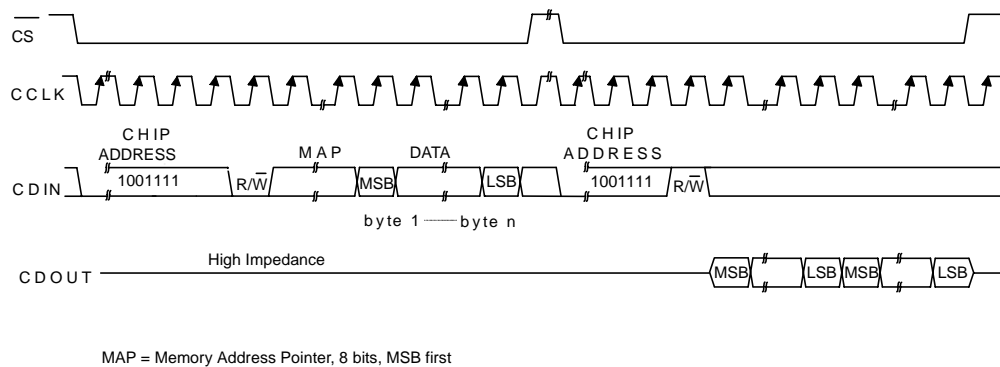 CS
CCLK
CHIP
ADDRESS
MAP
DATA
CHIP
ADDRESS
CDIN
1001111
R/W
MSB
LSB
1001111
R/W
byte 1
byte n
High Impedance
CDOUT
MSB
LSB
MSB
LSB
MAP = Memory Address Pointer, 8 bits, MSB first